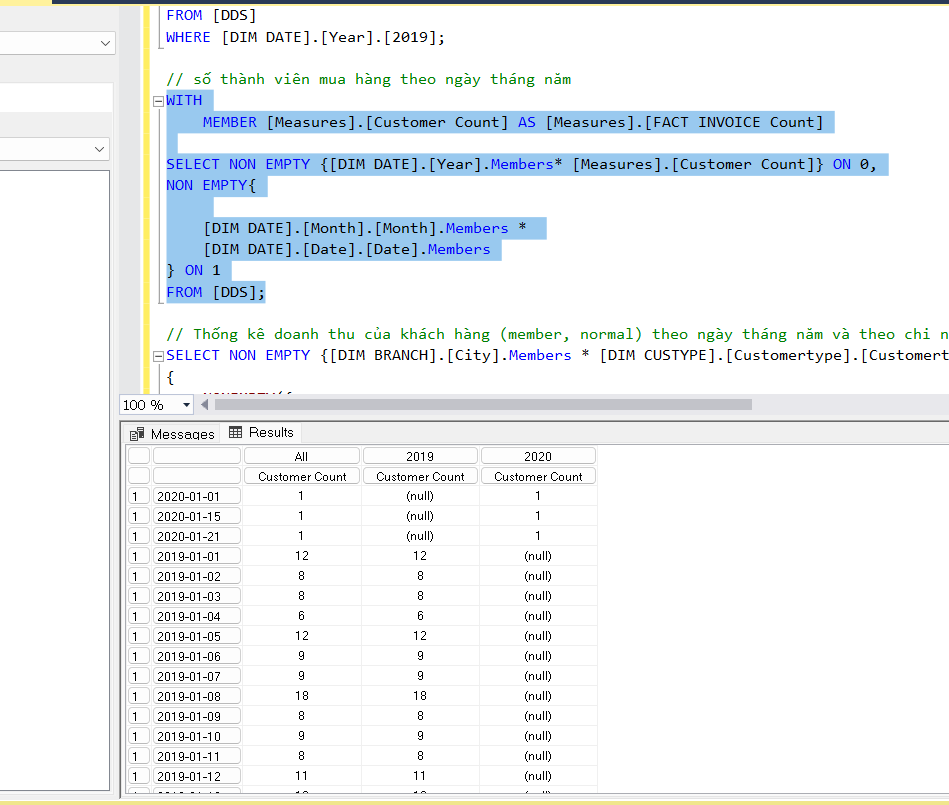 FROM [DDS]
WHERE [DIM DATE].[Year].[2019];
// số thành viên mua hàng theo ngày tháng năm
WITH
MEMBER [Measures].[Customer Count] AS [Measures].[FACT INVOICE Count]
SELECT NON EMPTY {[DIM DATE].[Year].Members* [Measures].[Customer Count]} ON 0,
NON EMPTY{
[DIM DATE].[Month].[Month].Members *
[DIM DATE].[Date].[Date].Members
} ON 1
FROM [DDS];
// Thống kê doanh thu của khách hàng (member, normal) theo ngày tháng năm và theo chi n
SELECT NON EMPTY {[DIM BRANCH].[City].Members * [DIM CUSTYPE].[Customertype].[Customert
{
100 %
Messages Results
All 2019 2020
Customer Count Customer Count Customer Count
1 2020-01-01 1 (null) 1
1 2020-01-15 1 (null) 1
1 2020-01-21 1 (null) 1
1 2019-01-01 12 12 (null)
1 2019-01-02 8 8 (null)
1 2019-01-03 8 8 (null)
1 2019-01-04 6 6 (null)
1 2019-01-05 12 12 (null)
1 2019-01-06 9 9 (null)
1 2019-01-07 9 9 (null)
1 2019-01-08 18 18 (null)
1 2019-01-09 8 8 (null)
1 2019-01-10 9 9 (null)
1 2019-01-11 8 8 (null)
1 2019-01-12 11 11 (null)